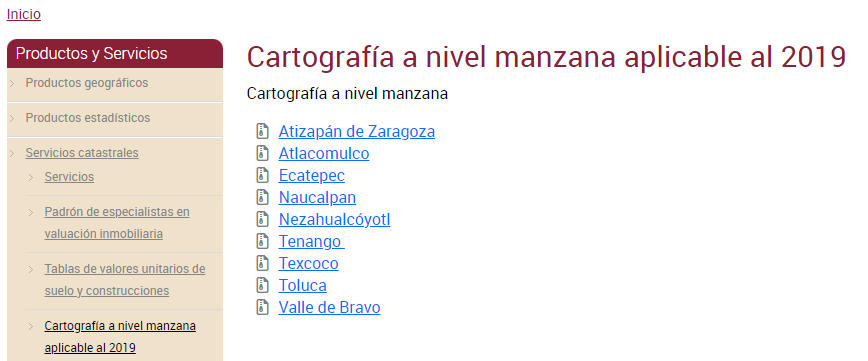 Inicio
Productos y Servicios
Productos geográficos
Productos estadísticos
Servicios catastrales
Servicios
Padrón de especialistas en
valuación inmobiliaria
Tablas de valores unitarios de
suelo y construcciones
Cartografía a nivel manzana
aplicable al 2019
Cartografía a nivel manzana aplicable al 2019
Cartografía a nivel manzana
Atizapán de Zaragoza
Atlacomulco
Ecatepec
Naucalpan
Nezahualcóyotl
Tenango
Texcoco
Toluca
Valle de Bravo